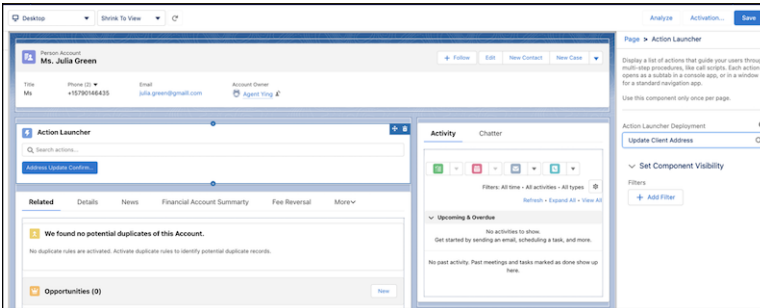 Desktop
Shrink To View
Analyze
Activation...
Save
Person Account
Ms. Julia Green
+ Follow
Edit
New Contact
New Case
Title
Ms
Phone (2)
+15790146435
Email
julia.green@gmaill.com
Account Owner
Agent Ying
Action Launcher
Search actions...
Address Update Confirm...
Related
Details
News
Financial Account Summarty
Fee Reversal
More
We found no potential duplicates of this Account.
No duplicate rules are activated. Activate duplicate rules to identify potential duplicate records.
Opportunities (0)
New
Activity
Chatter
Filters: All time • All activities • All types
Refresh • Expand All • View All
Upcoming & Overdue
No activities to show.
Get started by sending an email, scheduling a task, and more.
No past activity. Past meetings and tasks marked as done show up
here.
Page > Action Launcher
Display a list of actions that guide your users through
multi-step procedures, like call scripts. Each action
opens as a subtab in a console app, or in a window
for a standard navigation app.
Use this component only once per page.
Action Launcher Deployment
Update Client Address
Set Component Visibility
Filters
+ Add Filter